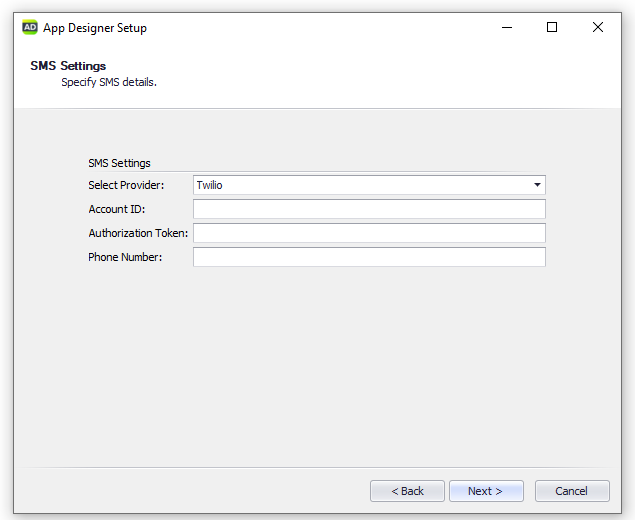 AD App Designer Setup
SMS Settings
Specify SMS details.
SMS Settings
Select Provider: Twilio
Account ID:
Authorization Token:
Phone Number:
< Back Next > Cancel